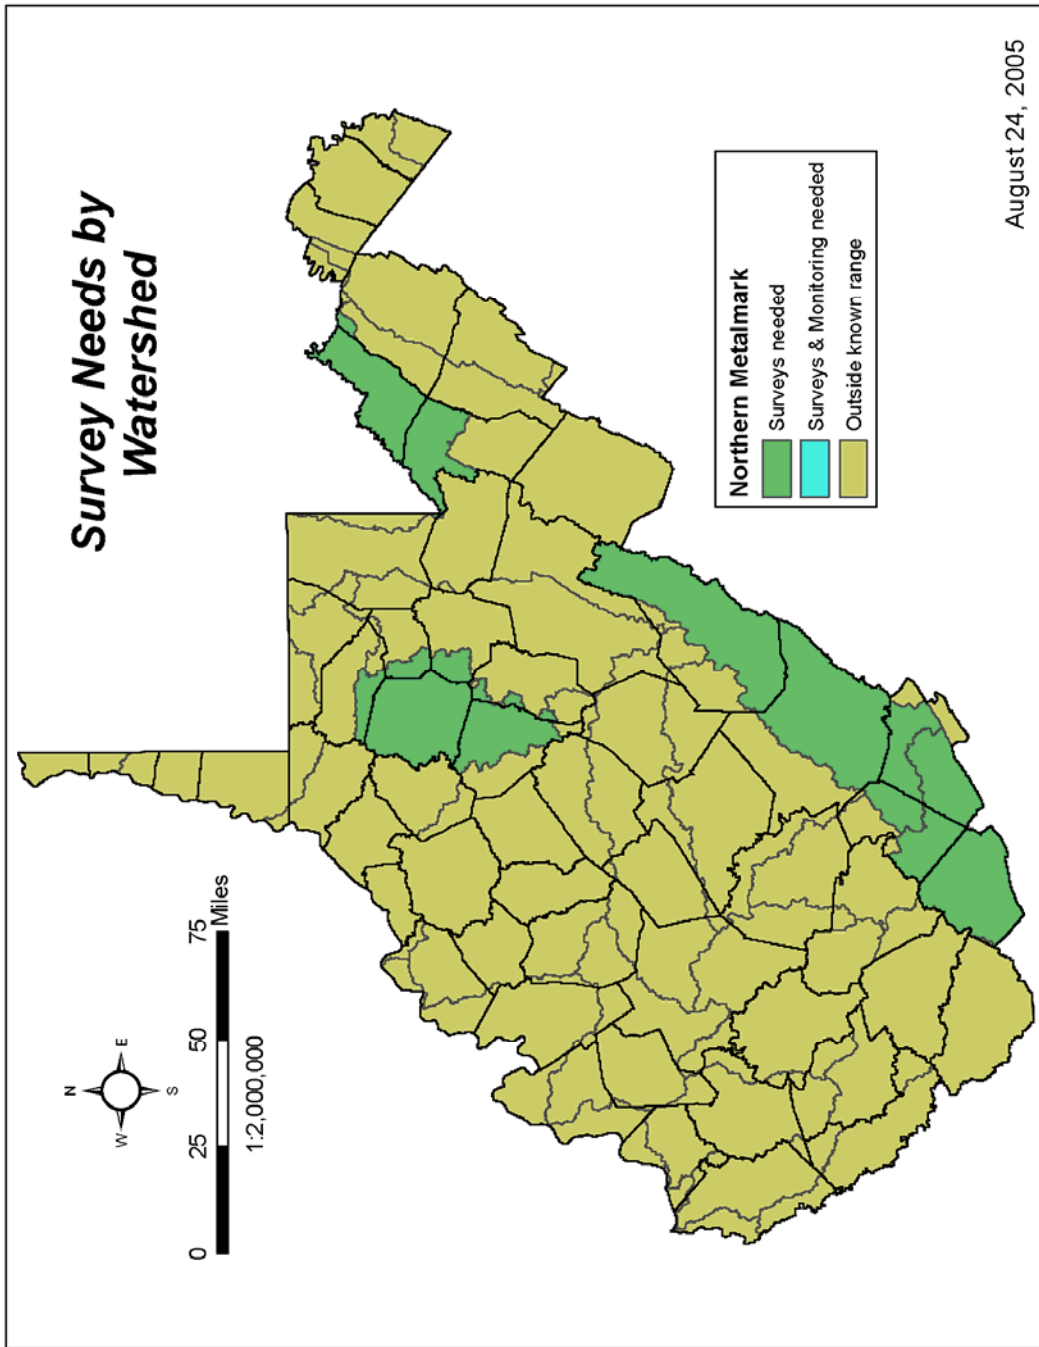 Survey Needs by
Watershed
N
W
E
S
0
25
50
75
Miles
1:2,000,000
Northern Metalmark
Surveys needed
Surveys & Monitoring needed
Outside known range
August 24, 2005